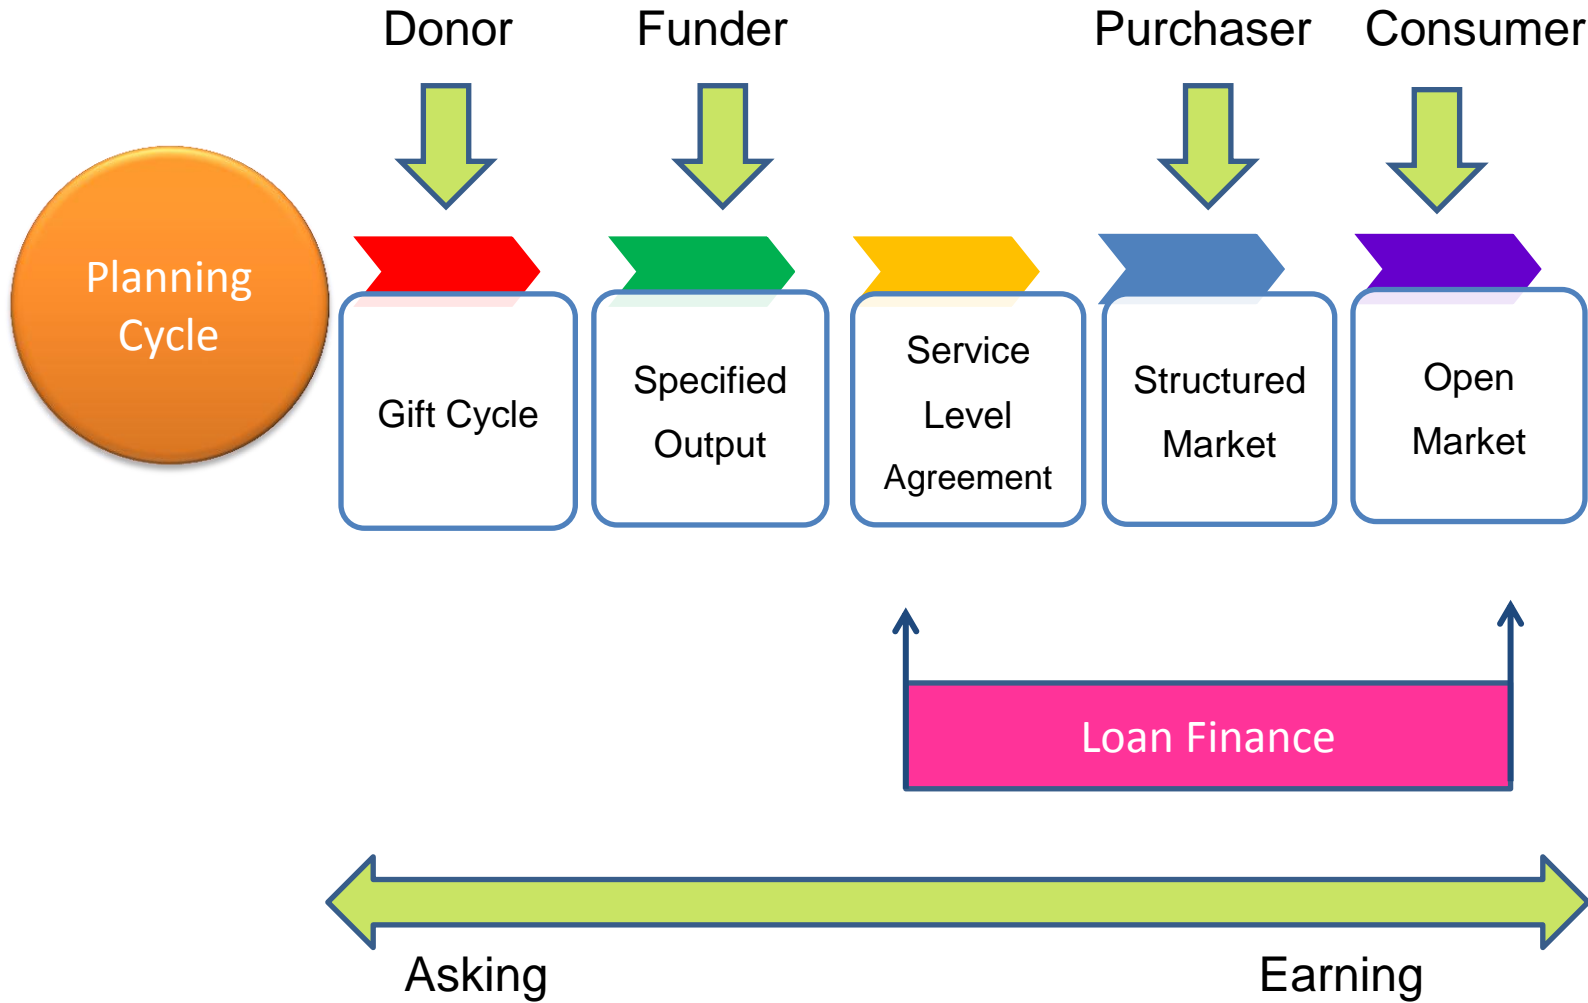 Donor
Funder
Purchaser
Consumer
Planning
Cycle
Gift Cycle
Specified
Output
Service
Level
Agreement
Structured
Market
Open
Market
Loan Finance
Asking
Earning